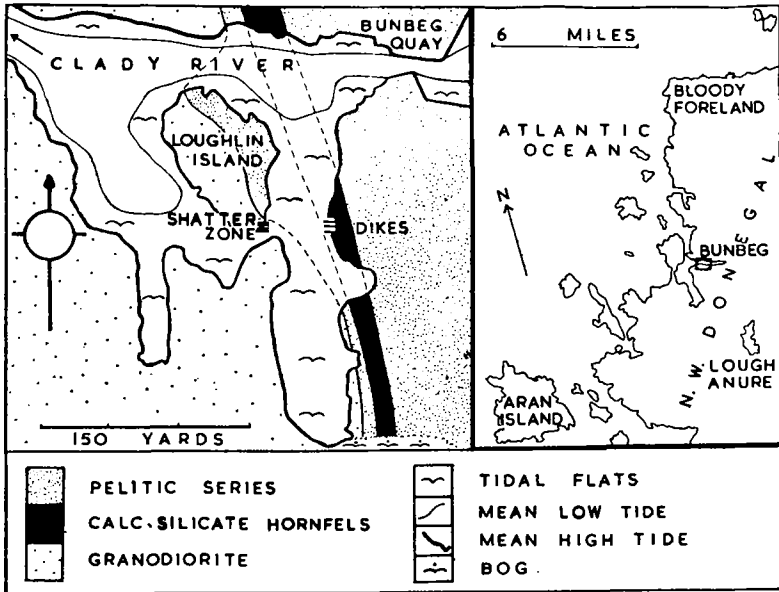 BUNBEG
QUAY
CLADY RIVER
LOUGHLIN
ISLAND
SHATTER
ZONE
DIKES
150 YARDS
6 MILES
BLOODY
FORELAND
ATLANTIC
OCEAN
N
BUNBEG
N.W. DONEGAL
LOUGH
ANURE
ARAN
ISLAND
PELITIC SERIES
CALC-SILICATE HORNFELS
GRANODIORITE
TIDAL FLATS
MEAN LOW TIDE
MEAN HIGH TIDE
BOG